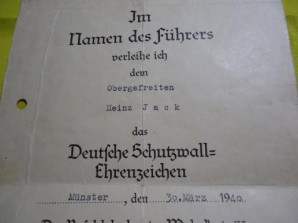 Im
Namen des Führers
verleihe ich
dem
Obergefreiten
Heinz Jack
das
Deutsche Schutzwall=
Ehrenzeichen
Münster, den 30. März 1940